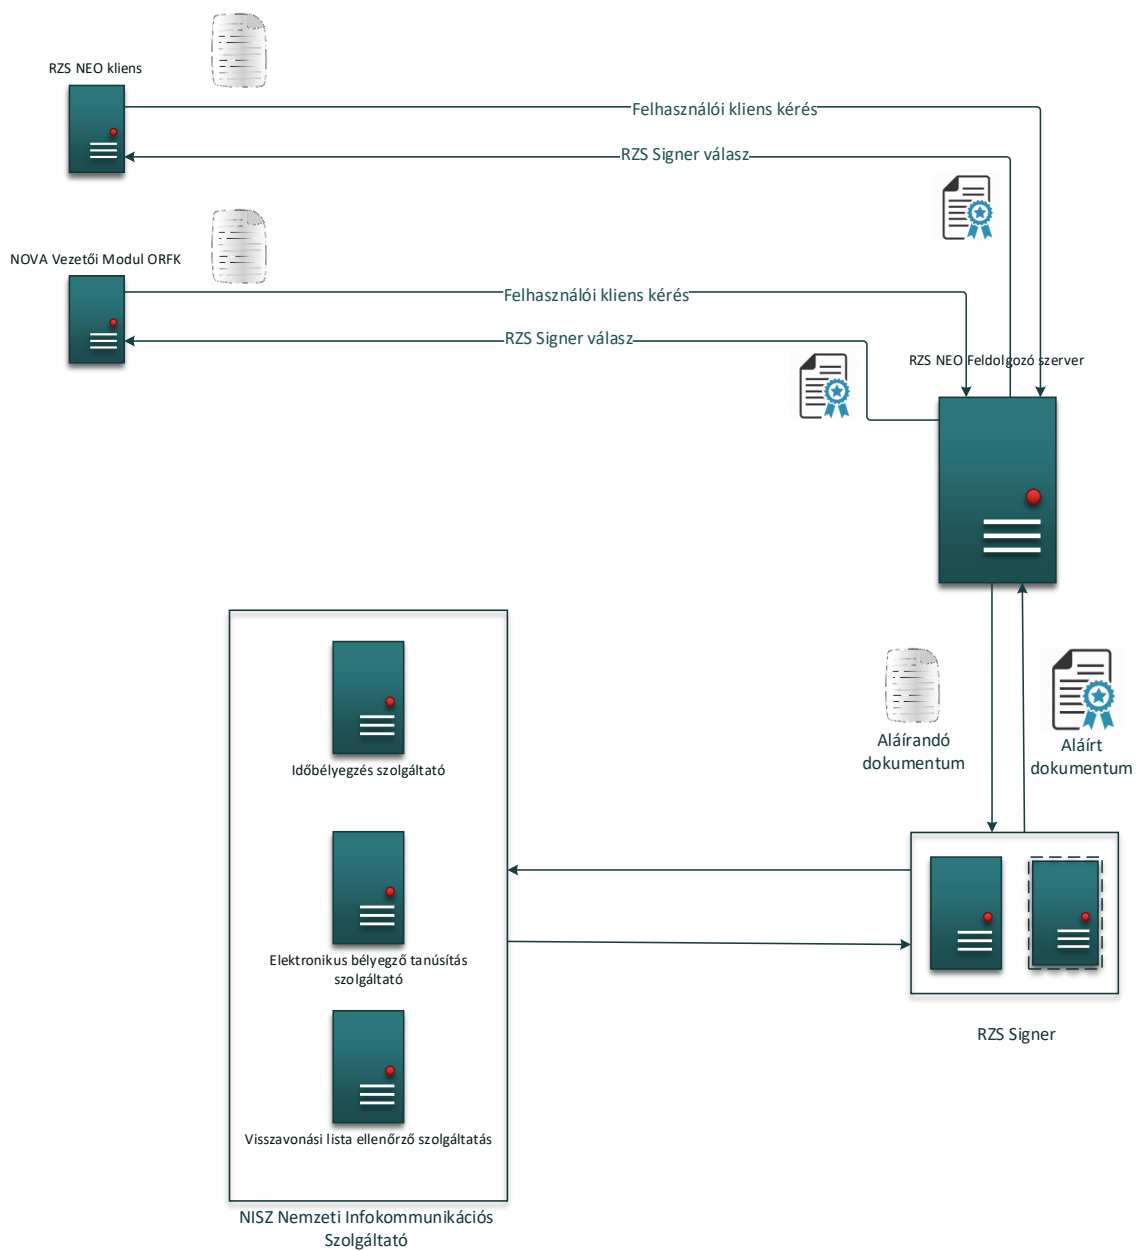 RZS NEO kliens
Felhasználói kliens kérés
RZS Signer válasz
NOVA Vezetői Modul ORFK
Felhasználói kliens kérés
RZS Signer válasz
RZS NEO Feldolgozó szerver
Aláírandó
dokumentum
Aláírt
dokumentum
Időbélyegzés szolgáltató
Elektronikus bélyegző tanúsítás
szolgáltató
Visszavonási lista ellenőrző szolgáltatás
RZS Signer
NISZ Nemzeti Infokommunikációs
Szolgáltató